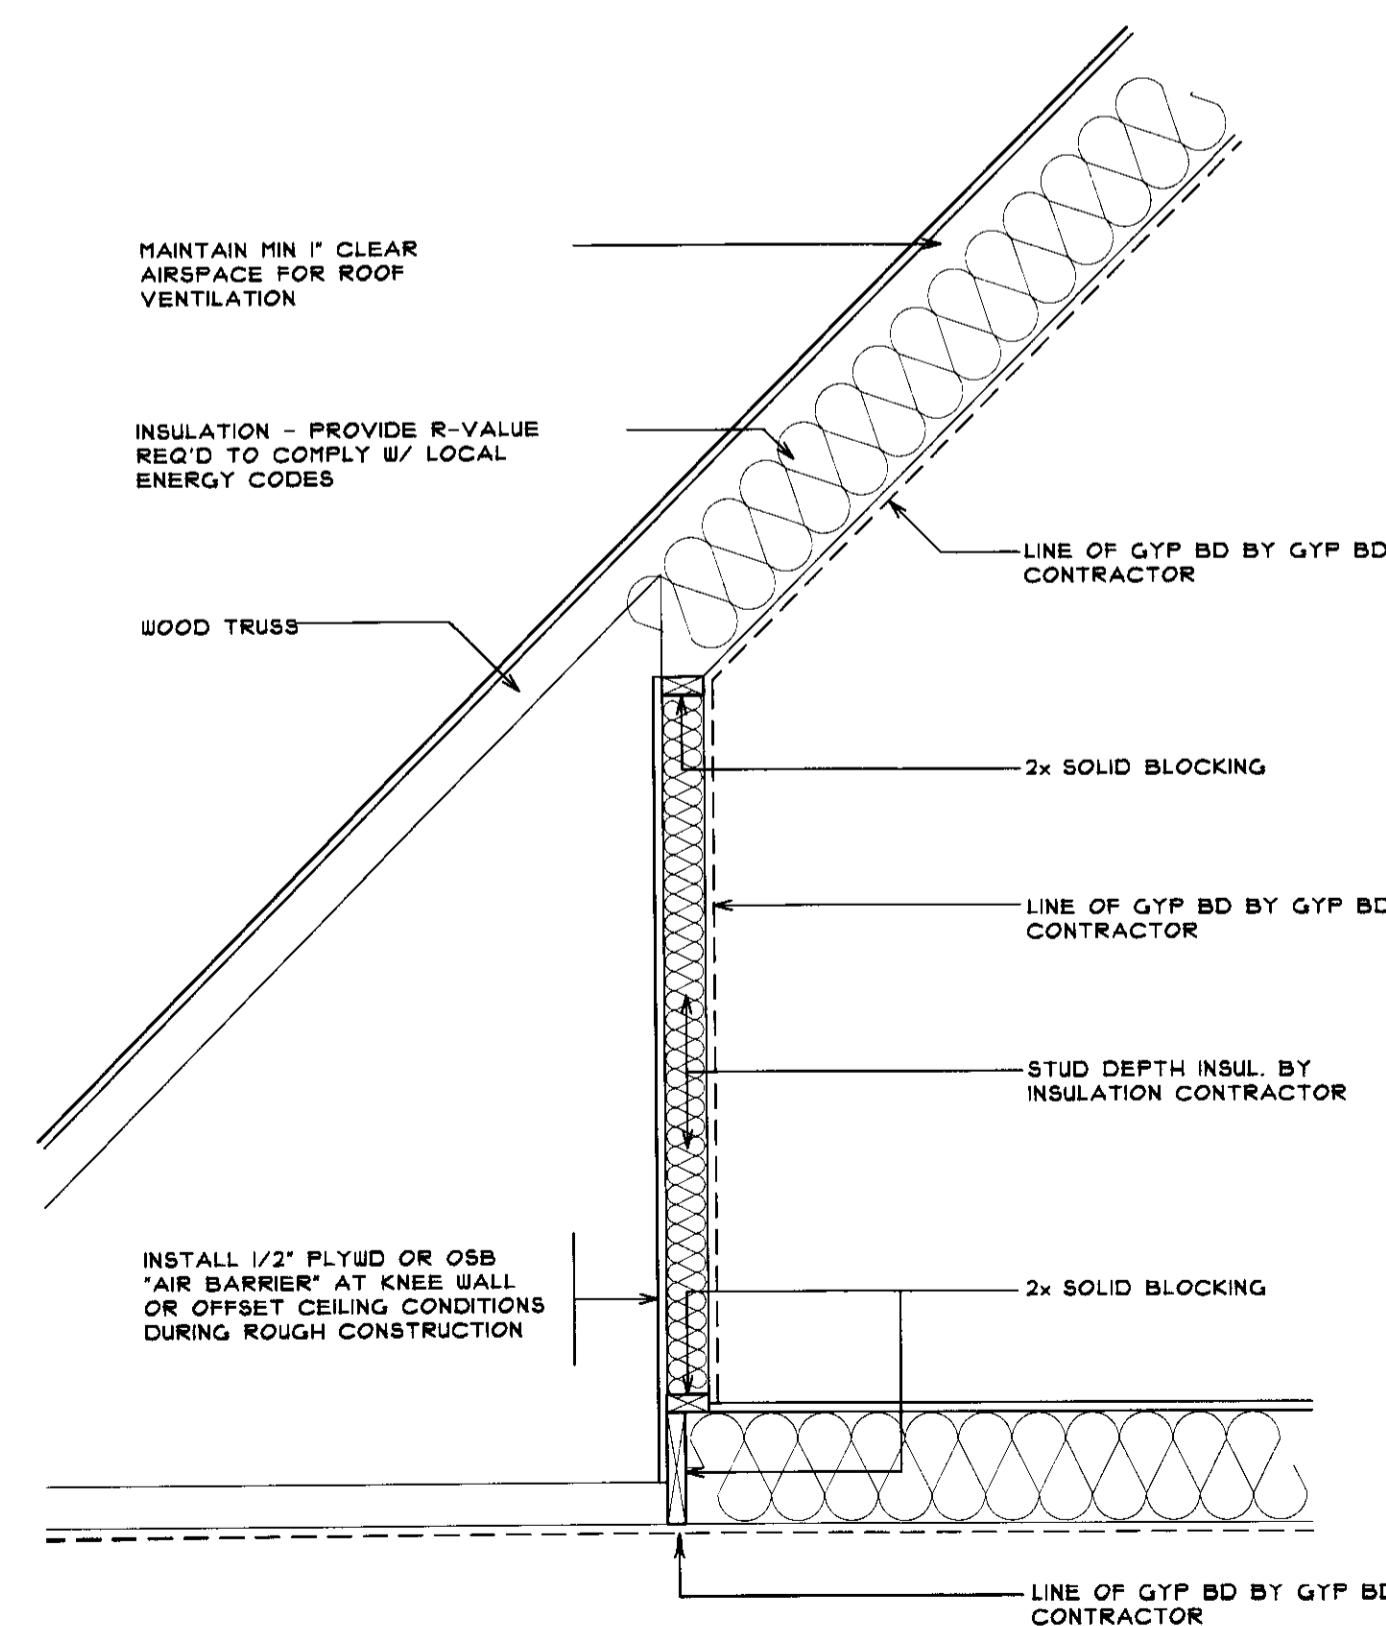 MAINTAIN MIN 1" CLEAR
AIRSPACE FOR ROOF
VENTILATION
INSULATION - PROVIDE R-VALUE
REQ'D TO COMPLY W/ LOCAL
ENERGY CODES
LINE OF GYP BD BY GYP BD
CONTRACTOR
WOOD TRUSS
2x SOLID BLOCKING
LINE OF GYP BD BY GYP BD
CONTRACTOR
STUD DEPTH INSUL. BY
INSULATION CONTRACTOR
INSTALL 1/2" PLYWD OR OSB
"AIR BARRIER" AT KNEE WALL
OR OFFSET CEILING CONDITIONS
DURING ROUGH CONSTRUCTION
2x SOLID BLOCKING
LINE OF GYP BD BY GYP BD
CONTRACTOR